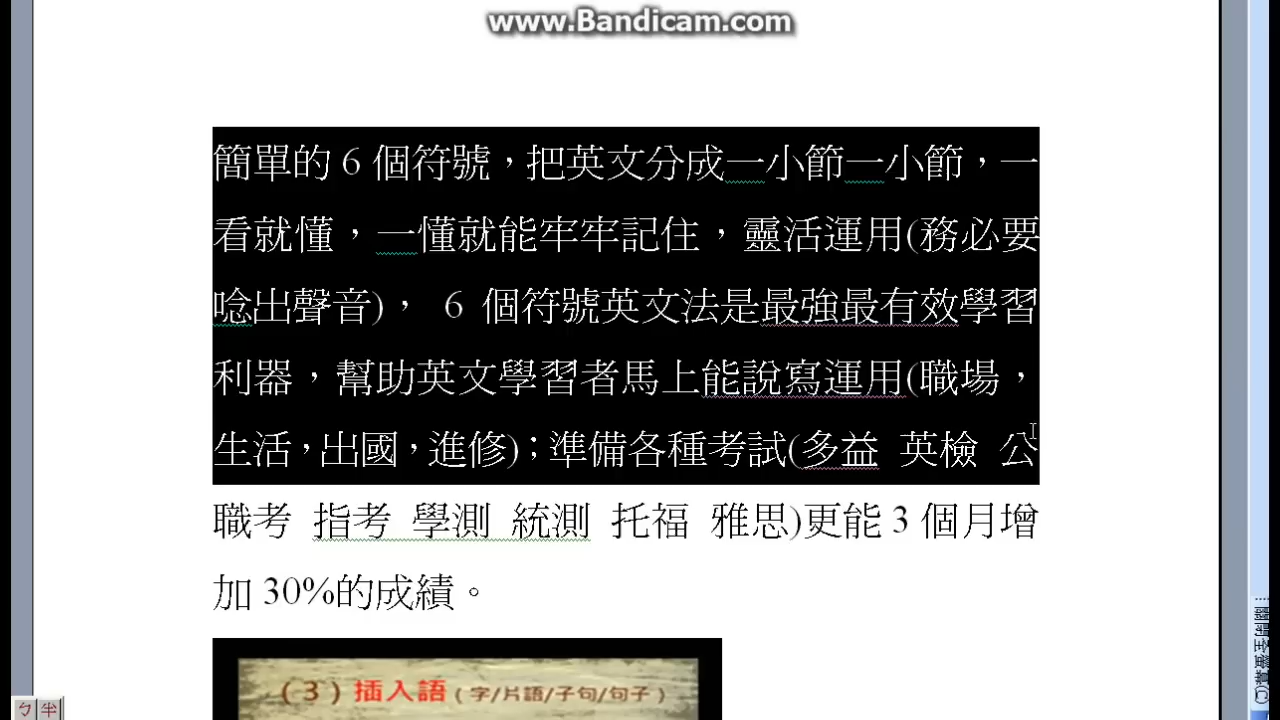 www.Bandicam.com
簡單的 6 個符號，把英文分成一小節一小節，一
看就懂，一懂就能牢牢記住，靈活運用(務必要
唸出聲音)， 6 個符號英文法是最強最有效學習
利器，幫助英文學習者馬上能說寫運用(職場，
生活，出國，進修)；準備各種考試(多益 英檢 公
職考 指考 學測 統測 托福 雅思)更能 3 個月增
加 30%的成績。
（3）插入語（字/片語/子句/句子）
ㄅ半